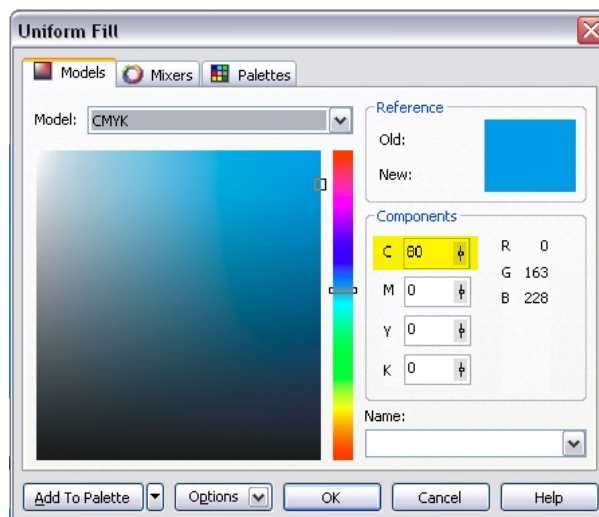 Uniform Fill
Models Mixers Palettes
Model: CMYK
Reference
Old:
New:
Components
C 80 R 0
G 163
M 0 B 228
Y 0
K 0
Name:
Add To Palette Options OK Cancel Help